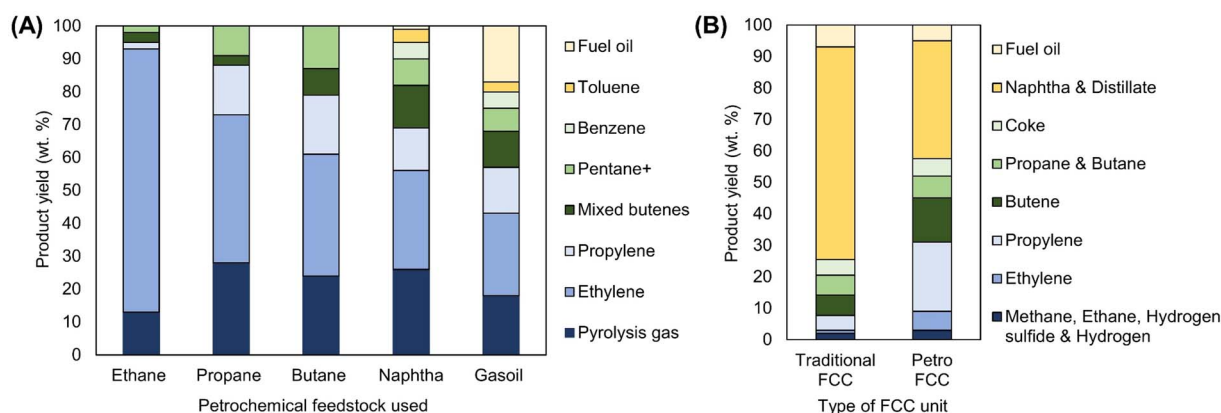 (A)
Product yield (wt. %)
100
90
80
70
60
50
40
30
20
10
0
Ethane
Propane
Butane
Naphtha
Gasoil
Petrochemical feedstock used
Fuel oil
Toluene
Benzene
Pentane+
Mixed butenes
Propylene
Ethylene
Pyrolysis gas
(B)
Product yield (wt. %)
100
90
80
70
60
50
40
30
20
10
0
Traditional
FCC
Petro
FCC
Type of FCC unit
Fuel oil
Naphtha & Distillate
Coke
Propane & Butane
Butene
Propylene
Ethylene
Methane, Ethane, Hydrogen
sulfide & Hydrogen